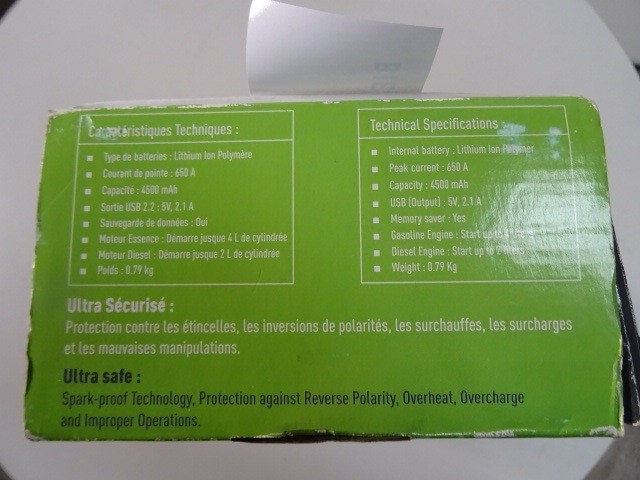 Caractéristiques Techniques :
Type de batteries : Lithium Ion Polymère
Courant de pointe : 650 A
Capacité : 4500 mAh
Sortie USB 2.2 : 5V, 2.1 A
Sauvegarde de données : Oui
Moteur Essence : Démarre jusque 4 L de cylindrée
Moteur Diesel : Démarre jusque 2 L de cylindrée
Poids : 0.79 kg
Technical Specifications :
Internal battery : Lithium Ion Polymer
Peak current : 650 A
Capacity : 4500 mAh
USB (Output) : 5V, 2.1 A
Memory saver : Yes
Gasoline Engine : Start up to
Diesel Engine : Start up to 2
Weight : 0.79 Kg
Ultra Sécurisé :
Protection contre les étincelles, les inversions de polarités, les surchauffes, les surcharges
et les mauvaises manipulations.
Ultra safe :
Spark-proof Technology, Protection against Reverse Polarity, Overheat, Overcharge
and Improper Operations.